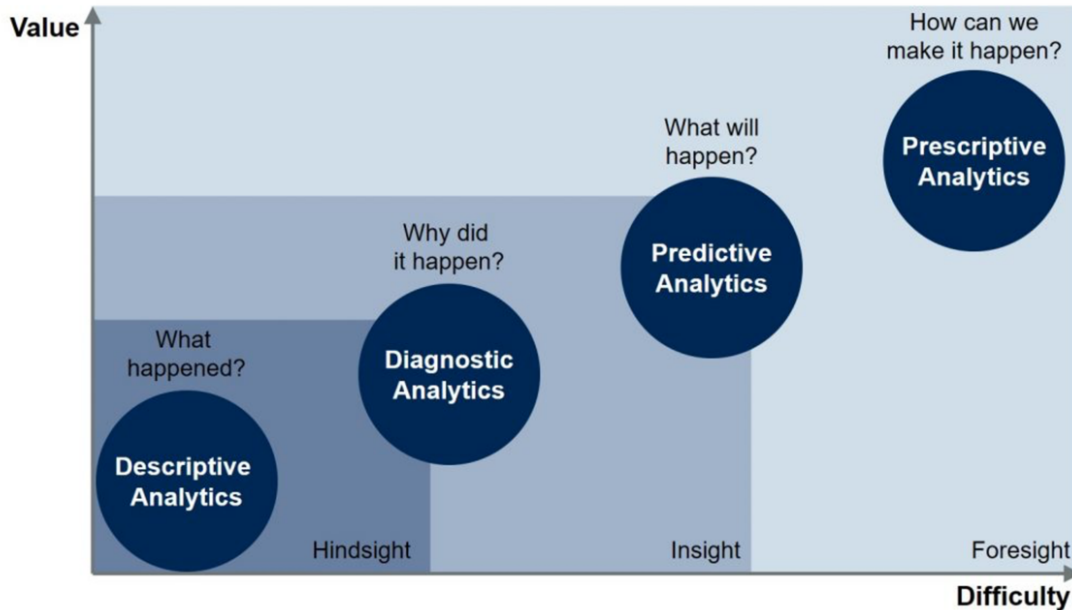 Value
How can we
make it happen?
Prescriptive
Analytics
What will
happen?
Predictive
Analytics
Why did
it happen?
Diagnostic
Analytics
What
happened?
Descriptive
Analytics
Hindsight
Insight
Foresight
Difficulty